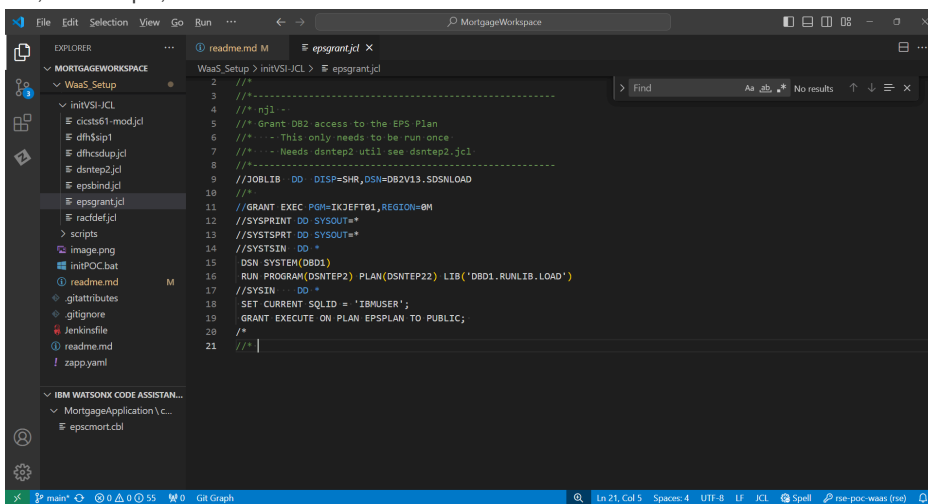 File Edit Selection View Go Run ··· ← → MortgageWorkspace
EXPLORER ···
MORTGAGEWORKSPACE
WaaS_Setup
initVSI-JCL
cicsts61-mod.jcl
dfh$sip1
dfhcsdup.jcl
dsntep2.jcl
epsbind.jcl
epsgrant.jcl
racfdef.jcl
scripts
image.png
initPOC.bat
readme.md M
.gitattributes
.gitignore
Jenkinsfile
readme.md
zapp.yaml
IBM WATSONX CODE ASSISTAN...
MortgageApplication \ c...
epscmort.cbl
3
readme.md M epsgrant.jcl
WaaS_Setup > initVSI-JCL > epsgrant.jcl
Find Aa ab No results
2 //*
3 //*--------------------------------------------------------
4 //* njl -
5 //* Grant DB2 access to the EPS Plan
6 //* - This only needs to be run once
7 //* - Needs dsntep2 util see dsntep2.jcl
8 //*--------------------------------------------------------
9 //JOBLIB DD DISP=SHR,DSN=DB2V13.SDSNLOAD
10 //*
11 //GRANT EXEC PGM=IKJEFT01,REGION=0M
12 //SYSPRINT DD SYSOUT=*
13 //SYSTSPRT DD SYSOUT=*
14 //SYSTSIN DD *
15 DSN SYSTEM(DBD1)
16 RUN PROGRAM(DSNTEP2) PLAN(DSNTEP22) LIB('DBD1.RUNLIB.LOAD')
17 //SYSIN DD *
18 SET CURRENT SQLID = 'IBMUSER';
19 GRANT EXECUTE ON PLAN EPSPLAN TO PUBLIC;
20 /*
21 //*
main* 0 0 55 0 Git Graph Ln 21, Col 5 Spaces: 4 UTF-8 LF JCL Spell rse-poc-waas (rse)